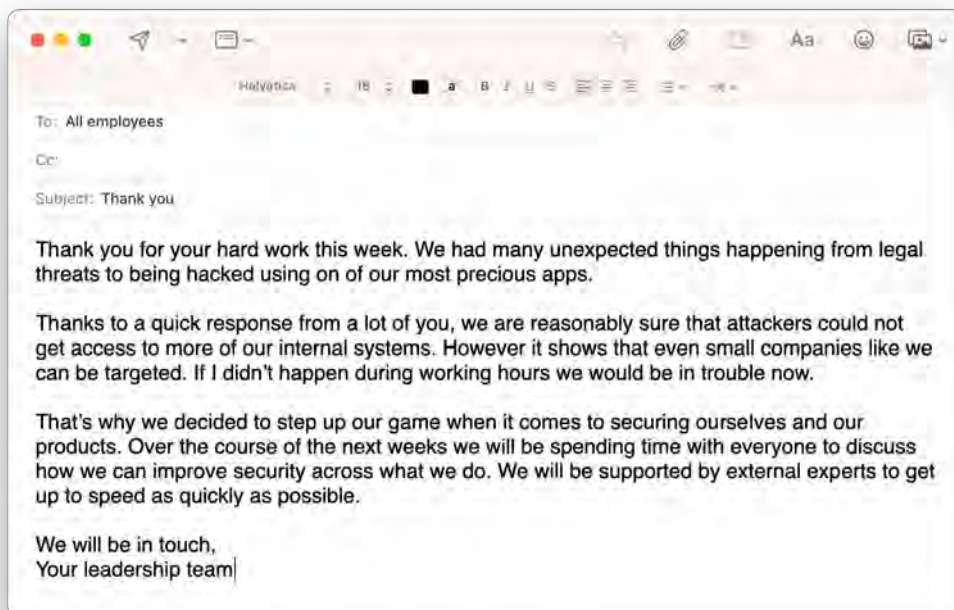 Aa
Helvetica 18 a B I U S
To: All employees
Cc:
Subject: Thank you
Thank you for your hard work this week. We had many unexpected things happening from legal
threats to being hacked using on of our most precious apps.
Thanks to a quick response from a lot of you, we are reasonably sure that attackers could not
get access to more of our internal systems. However it shows that even small companies like we
can be targeted. If I didn’t happen during working hours we would be in trouble now.
That’s why we decided to step up our game when it comes to securing ourselves and our
products. Over the course of the next weeks we will be spending time with everyone to discuss
how we can improve security across what we do. We will be supported by external experts to get
up to speed as quickly as possible.
We will be in touch,
Your leadership team